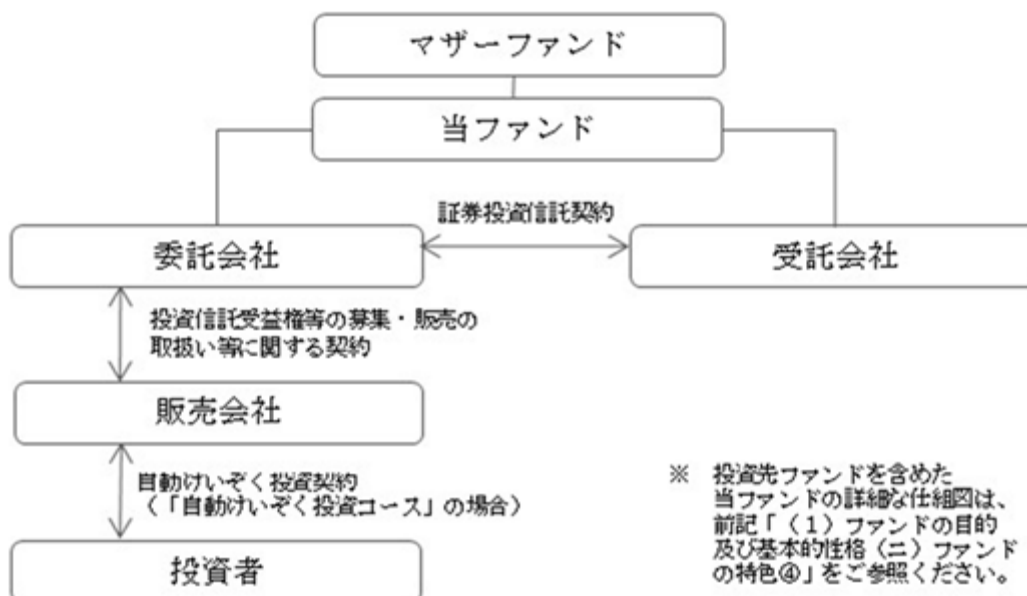 マザーファンド
当ファンド
証券投資信託契約
委託会社
受託会社
投資信託受益権等の募集・販売の
取扱い等に関する契約
販売会社
自動けいぞく投資契約
（「自動けいぞく投資コース」の場合）
投資者
※ 投資先ファンドを含めた
当ファンドの詳細な仕組図は、
前記「（１）ファンドの目的
及び基本的性格（ニ）ファンド
の特色④」をご参照ください。